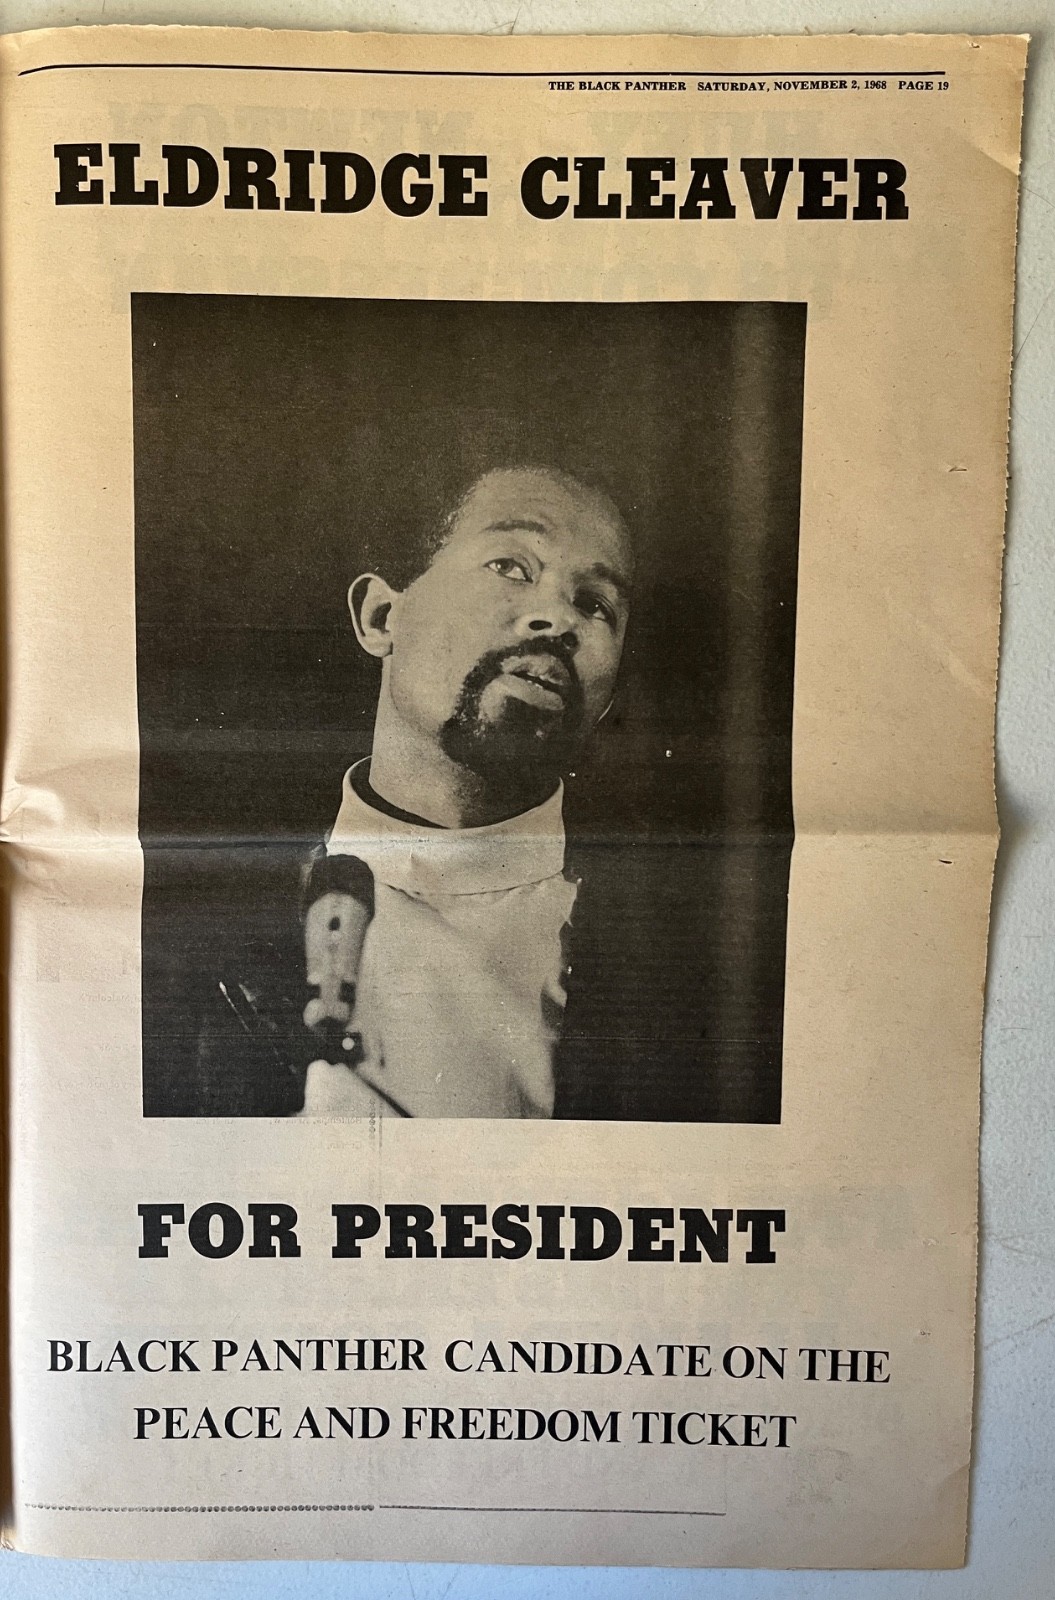 THE BLACK PANTHER SATURDAY, NOVEMBER 2, 1968 PAGE 19
ELDRIDGE CLEAVER
FOR PRESIDENT
BLACK PANTHER CANDIDATE ON THE
PEACE AND FREEDOM TICKET